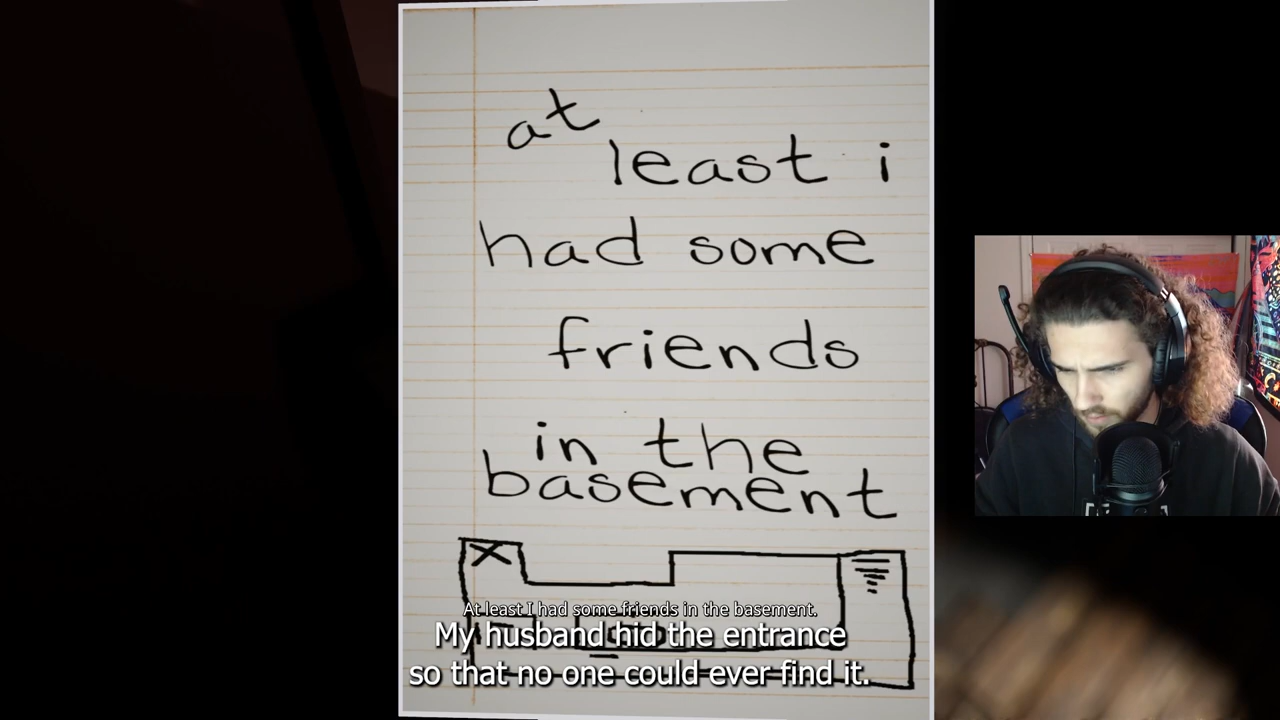 at
least i
had some
friends
in the
basement
At least I had some friends in the basement.
My husband hid the entrance
so that no one could ever find it.